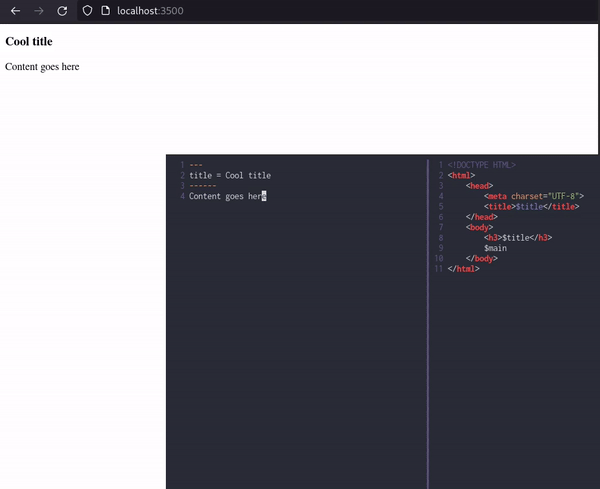 localhost:3500
Cool title
Content goes here
1 ---
2 title = Cool title
3 ------
4 Content goes here
1 <!DOCTYPE HTML>
2 <html>
3 <head>
4 <meta charset="UTF-8">
5 <title>$title</title>
6 </head>
7 <body>
8 <h3>$title</h3>
9 $main
10 </body>
11 </html>